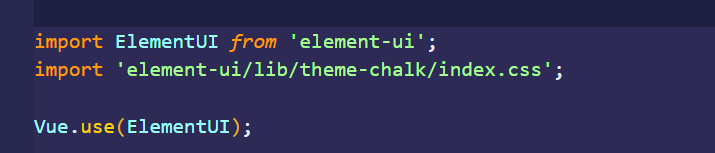 import ElementUI from 'element-ui';
import 'element-ui/lib/theme-chalk/index.css';
Vue.use(ElementUI);